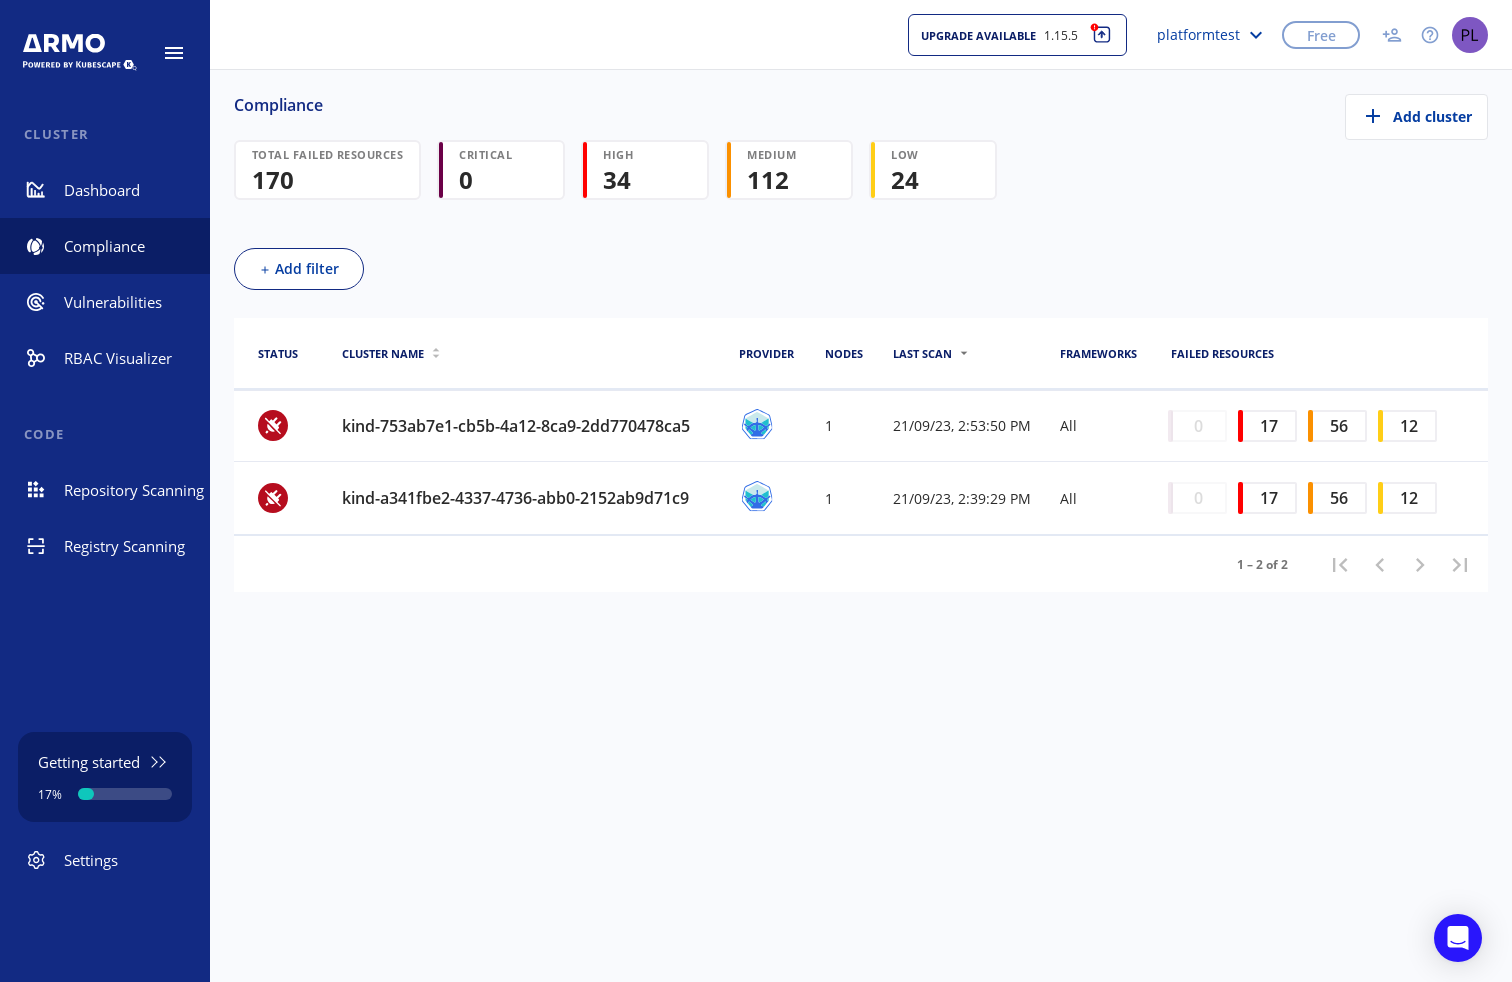 ARMO
POWERED BY KUBESCAPE
UPGRADE AVAILABLE 1.15.5
platformtest
Free
PL
CLUSTER
Dashboard
Compliance
Vulnerabilities
RBAC Visualizer
CODE
Repository Scanning
Registry Scanning
Getting started
17%
Settings
Compliance
Add cluster
TOTAL FAILED RESOURCES
170
CRITICAL
0
HIGH
34
MEDIUM
112
LOW
24
+ Add filter
STATUS CLUSTER NAME PROVIDER NODES LAST SCAN FRAMEWORKS FAILED RESOURCES
kind-753ab7e1-cb5b-4a12-8ca9-2dd770478ca5 1 21/09/23, 2:53:50 PM All 0 17 56 12
kind-a341fbe2-4337-4736-abb0-2152ab9d71c9 1 21/09/23, 2:39:29 PM All 0 17 56 12
1 – 2 of 2